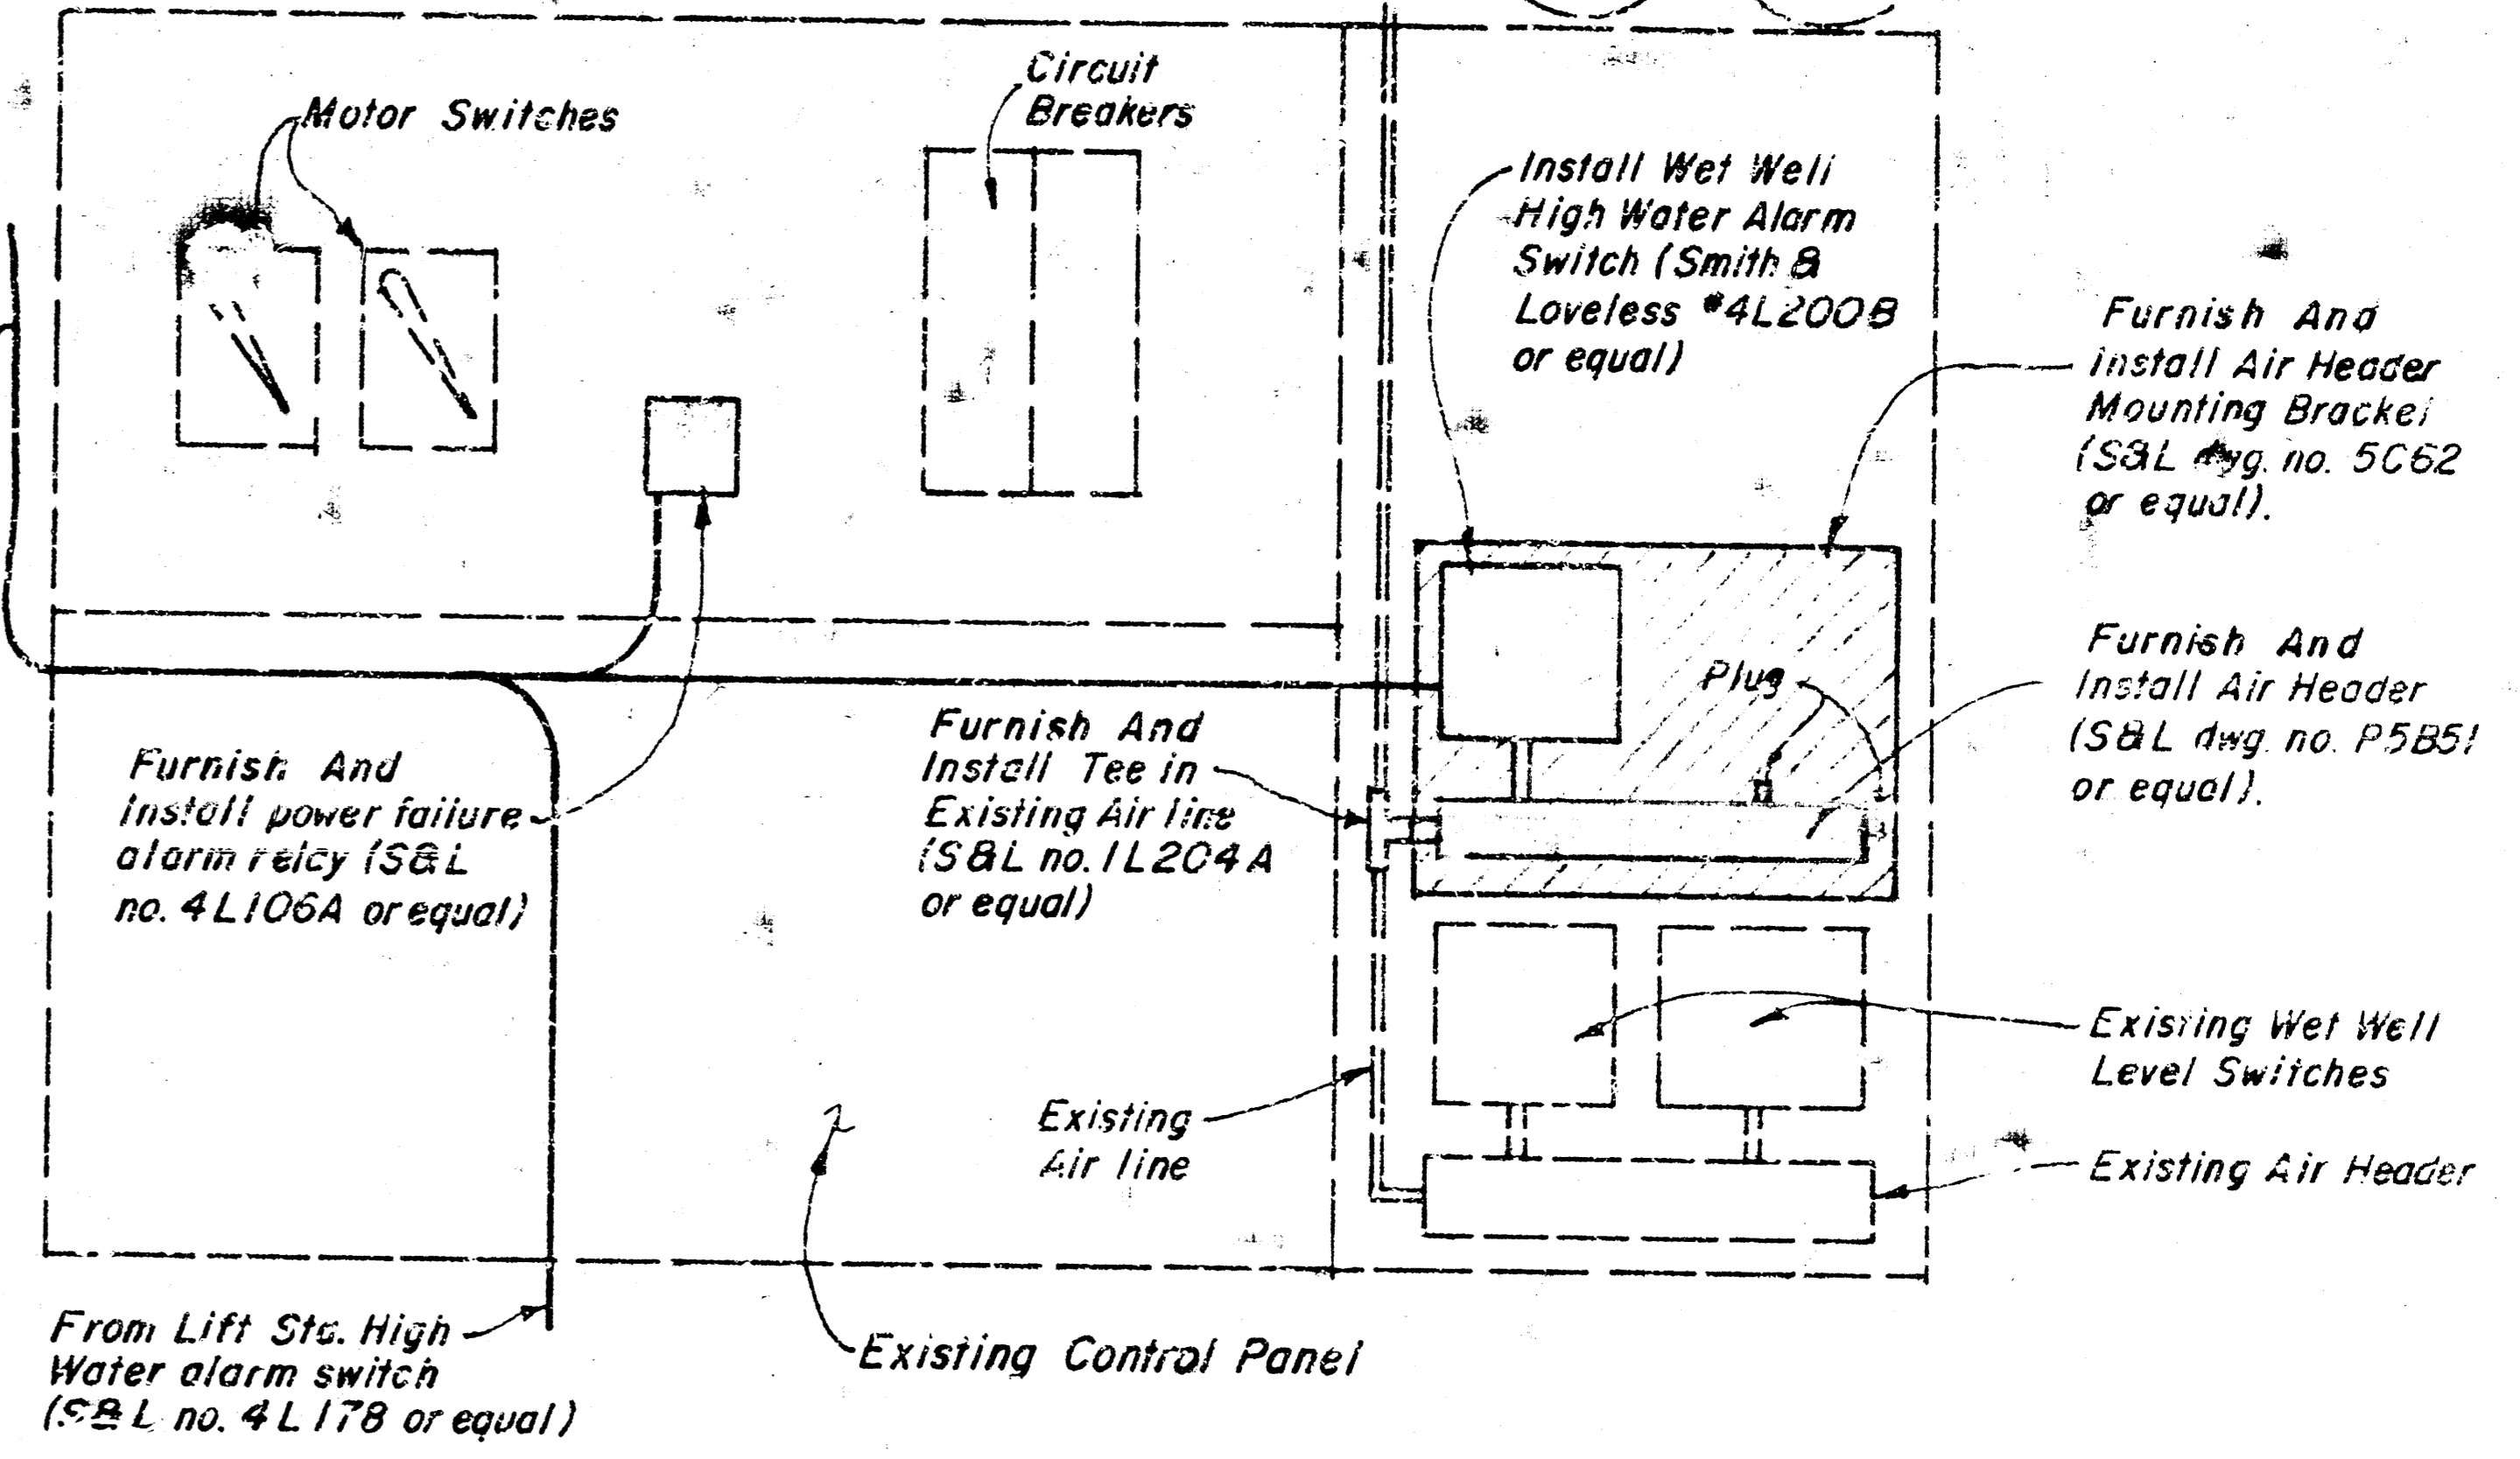 Motor Switches
Circuit
Breakers
Install Wet Well
High Water Alarm
Switch (Smith &
Loveless #4L200B
or equal)
Furnish And
Install Air Header
Mounting Bracket
(S&L dwg. no. 5C62
or equal).
Plug
Furnish And
Install Air Header
(S&L dwg. no. P5B51
or equal).
Furnish And
Install power failure
alarm relay (S&L
no. 4L106A or equal)
Furnish And
Install Tee in
Existing Air line
(S&L no. 1L204A
or equal)
Existing
Air line
Existing Wet Well
Level Switches
Existing Air Header
From Lift Sta. High
Water alarm switch
(S&L no. 4L178 or equal)
Existing Control Panel